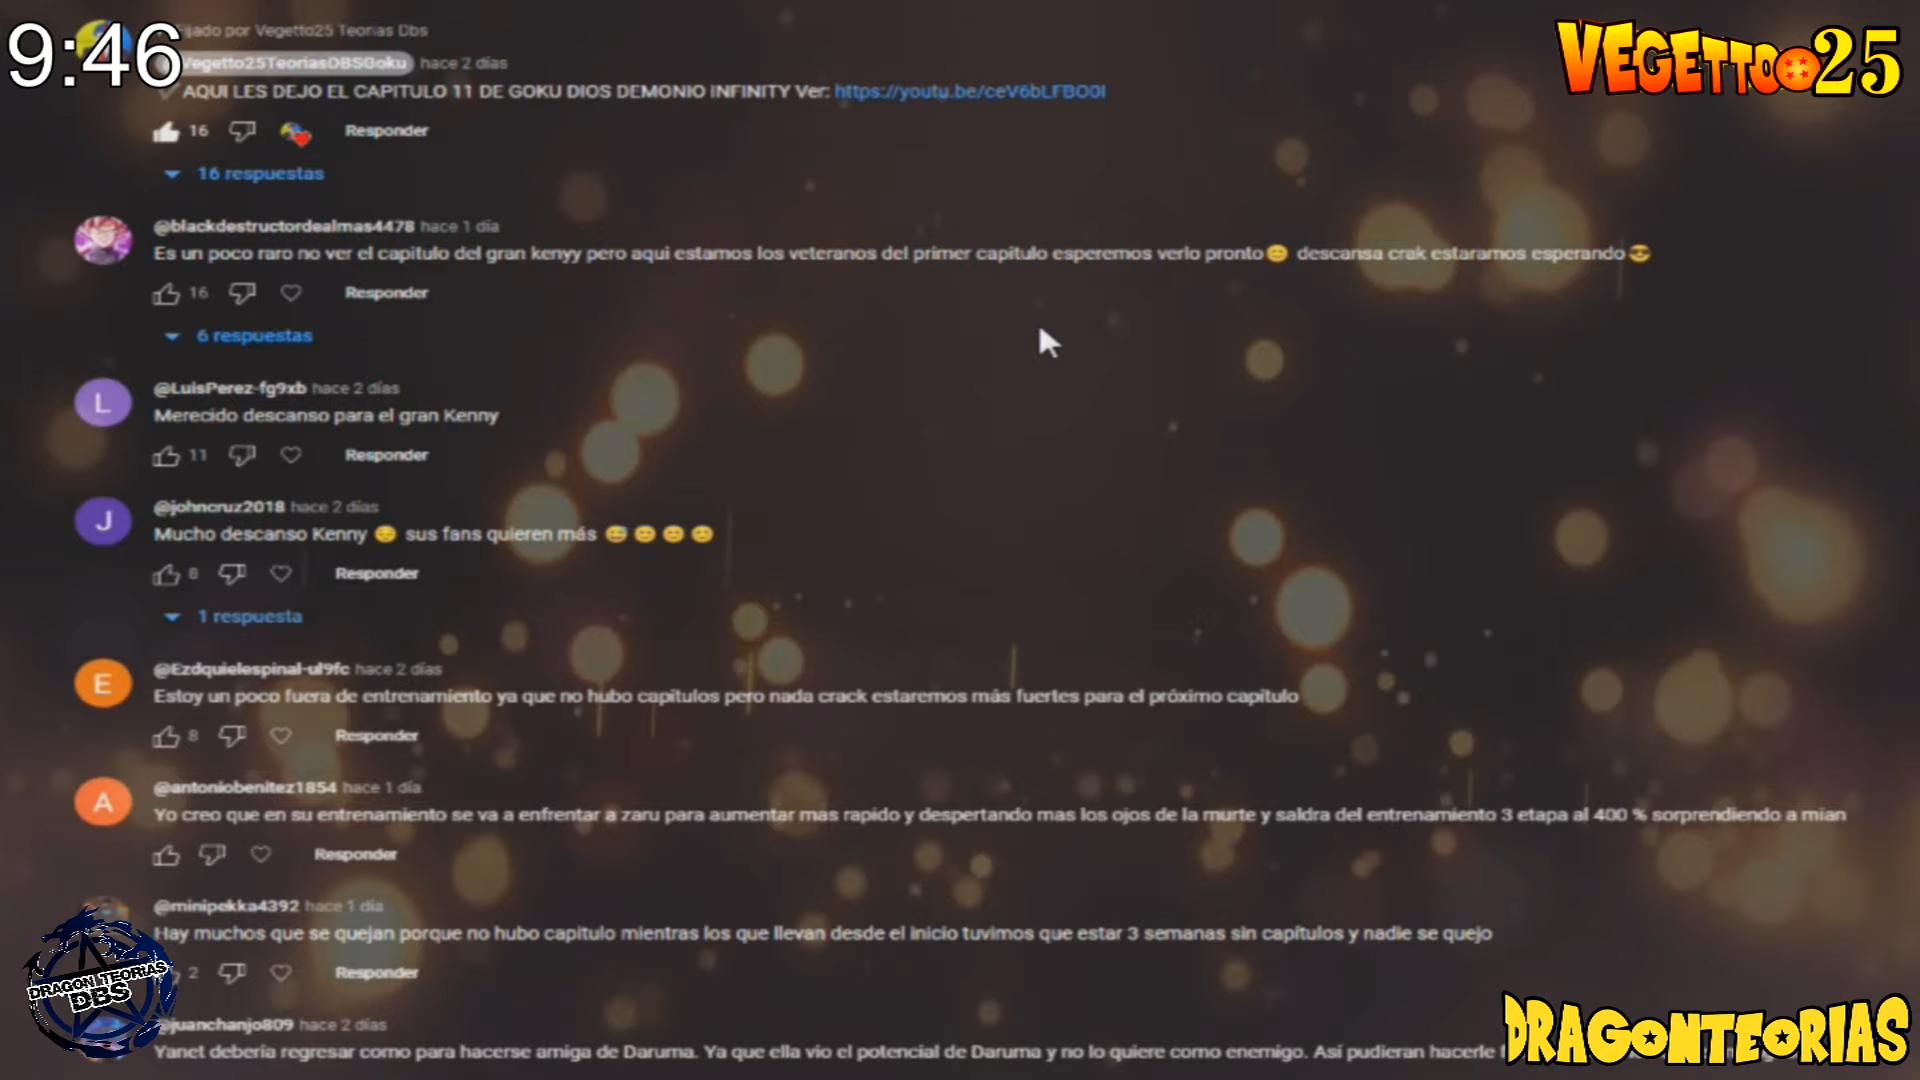 9:46
VEGETTO 25
ijado por Vegetto25 Teorias Dbs
Vegetto25TeoriasDBSGoku hace 2 días
AQUI LES DEJO EL CAPITULO 11 DE GOKU DIOS DEMONIO INFINITY Ver: https://youtu.be/ceV6bLFBO0I
16 Responder
16 respuestas
@blackdestructordealmas4478 hace 1 día
Es un poco raro no ver el capitulo del gran kenyy pero aqui estamos los veteranos del primer capitulo esperemos verlo pronto😊 descansa crak estaramos esperando😎
16 Responder
6 respuestas
L
@LuisPerez-fg9xb hace 2 días
Merecido descanso para el gran Kenny
11 Responder
J
@johncruz2018 hace 2 días
Mucho descanso Kenny 😔 sus fans quieren más 😅😊😊😊
8 Responder
1 respuesta
E
@Ezdquielespinal-ul9fc hace 2 días
Estoy un poco fuera de entrenamiento ya que no hubo capítulos pero nada crack estaremos más fuertes para el próximo capítulo
8 Responder
A
@antoniobenitez1854 hace 1 día
Yo creo que en su entrenamiento se va a enfrentar a zaru para aumentar mas rapido y despertando mas los ojos de la murte y saldra del entrenamiento 3 etapa al 400 % sorprendiendo a mian
Responder
@minipekka4392 hace 1 día
Hay muchos que se quejan porque no hubo capitulo mientras los que llevan desde el inicio tuvimos que estar 3 semanas sin capítulos y nadie se quejo
2 Responder
DRAGON TEORIAS
DBS
@juanchanjo809 hace 2 días
Yanet debería regresar como para hacerse amiga de Daruma. Ya que ella vio el potencial de Daruma y no lo quiere como enemigo. Así pudieran hacerle
DRAGONTEORIAS